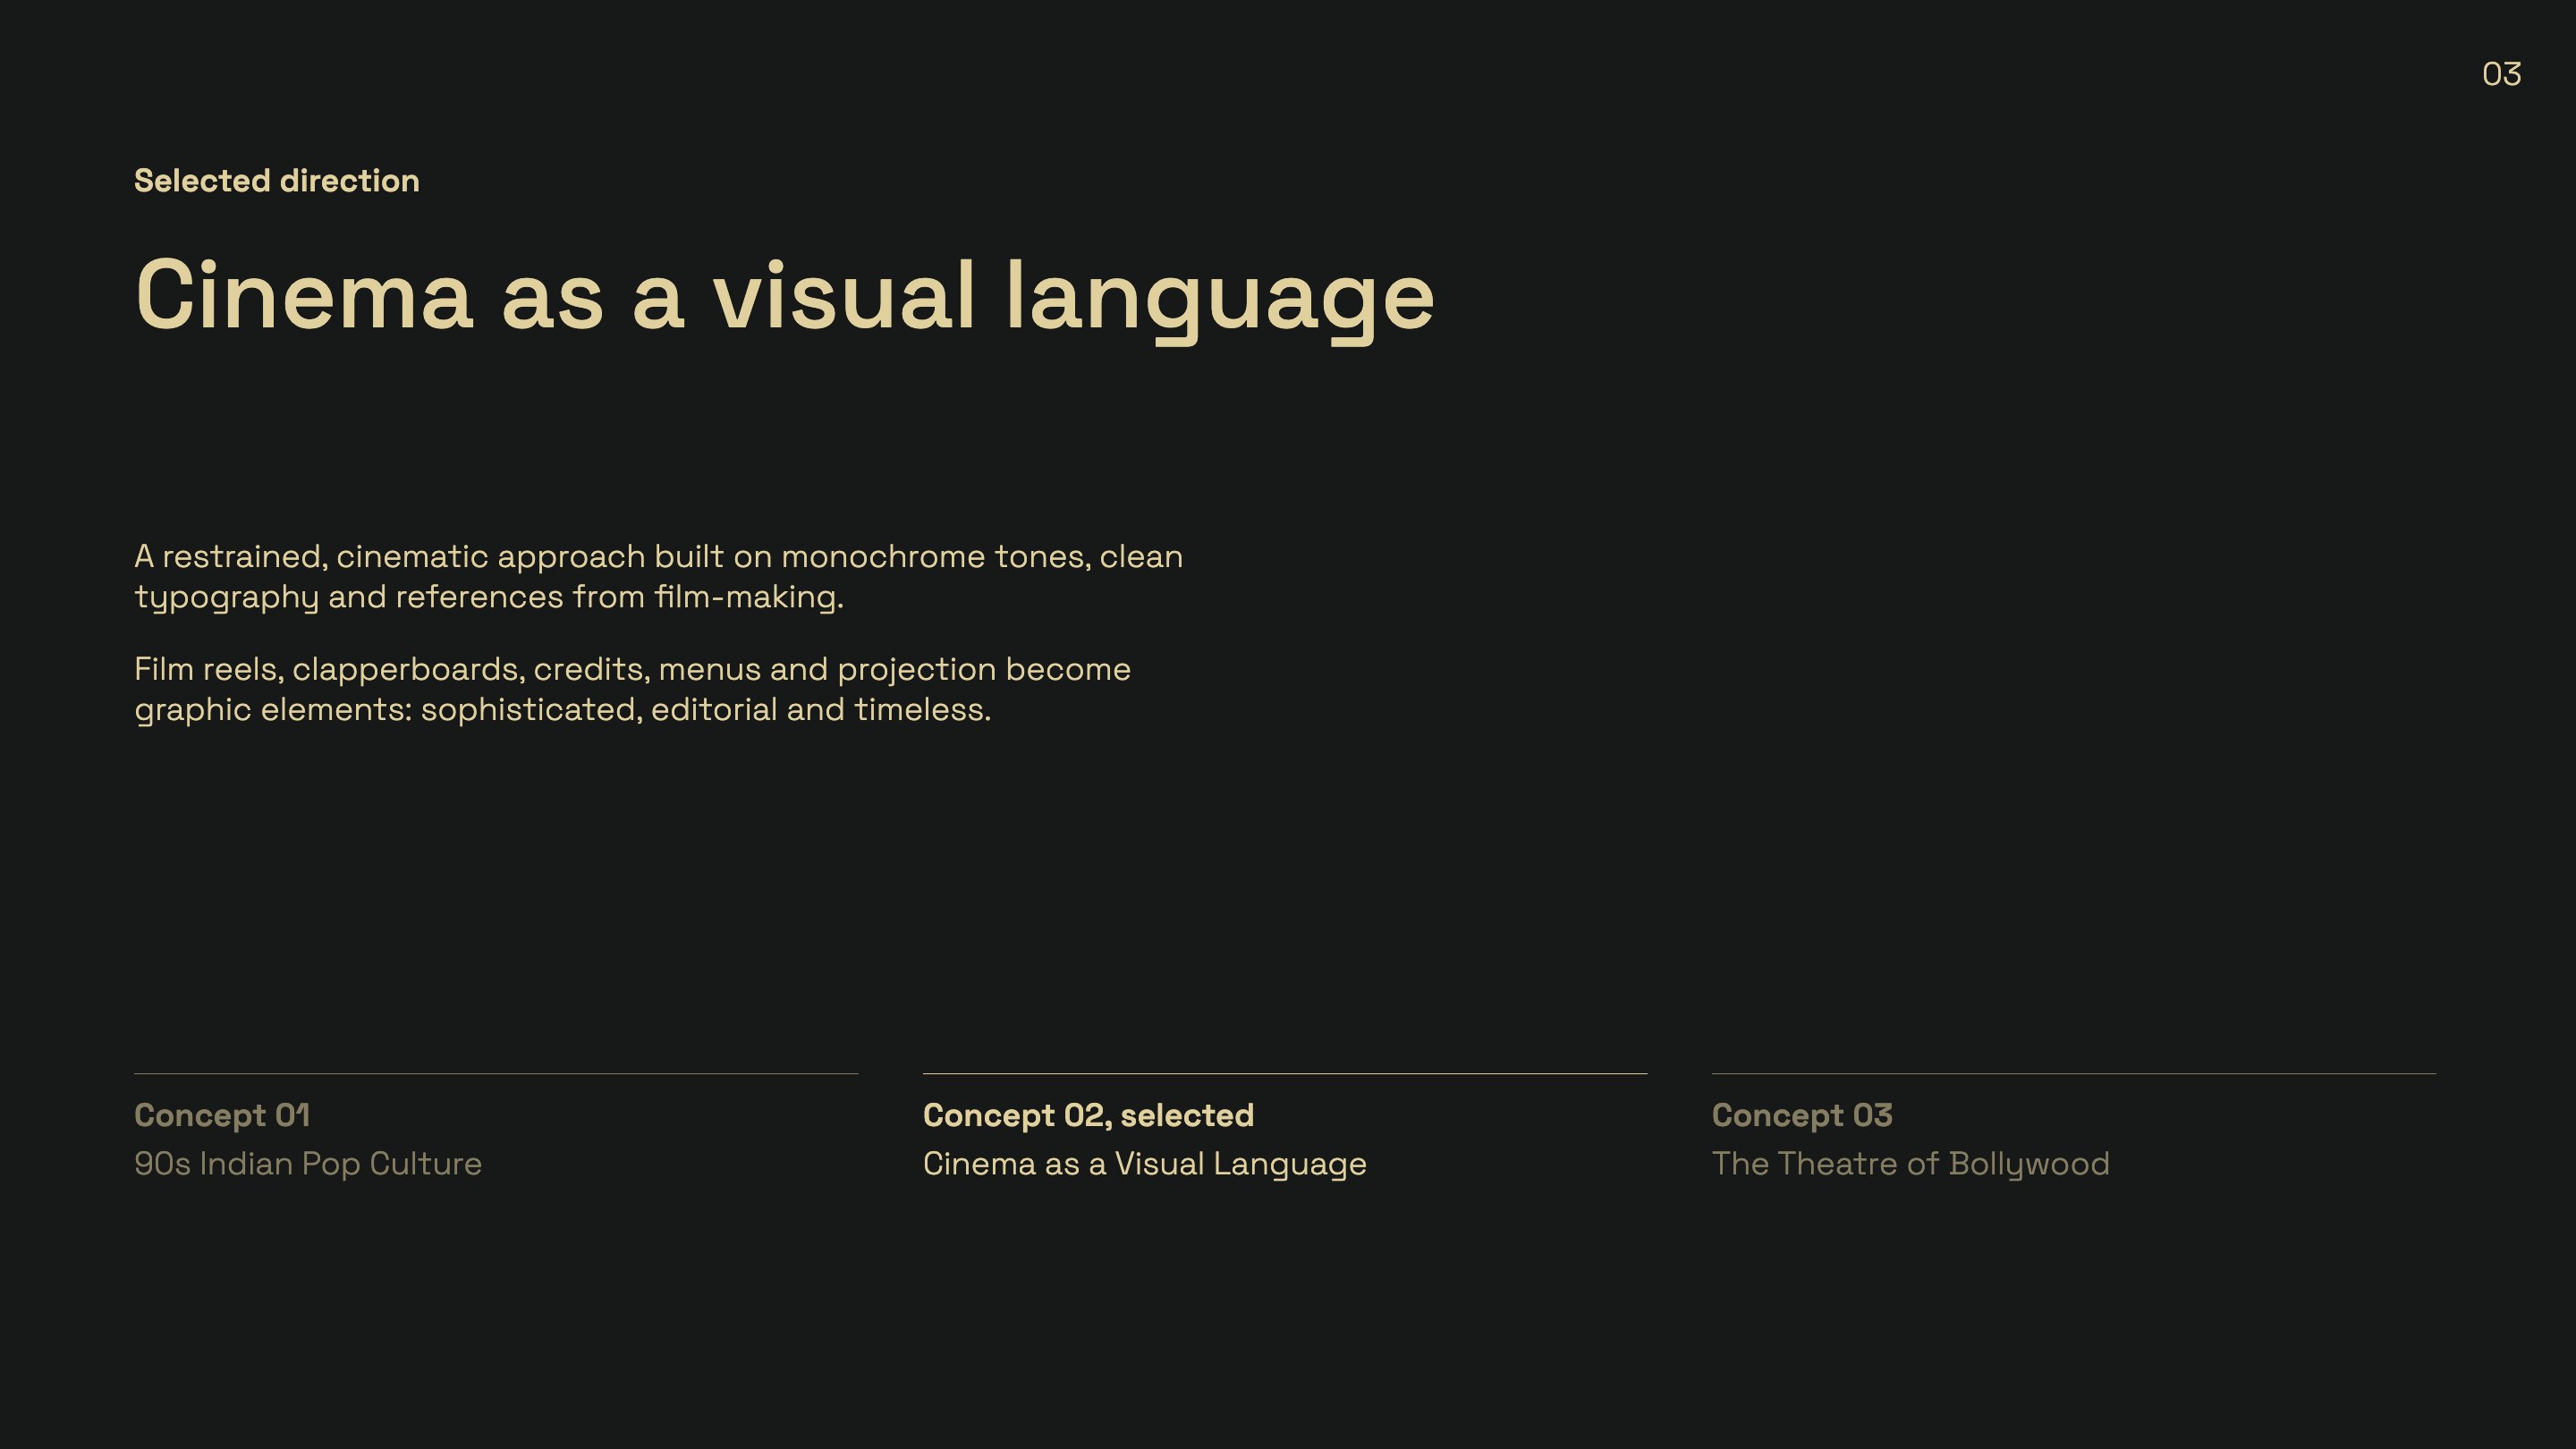 03
Selected direction
Cinema as a visual language
A restrained, cinematic approach built on monochrome tones, clean
typography and references from film-making.
Film reels, clapperboards, credits, menus and projection become
graphic elements: sophisticated, editorial and timeless.
Concept 01
90s Indian Pop Culture
Concept 02, selected
Cinema as a Visual Language
Concept 03
The Theatre of Bollywood